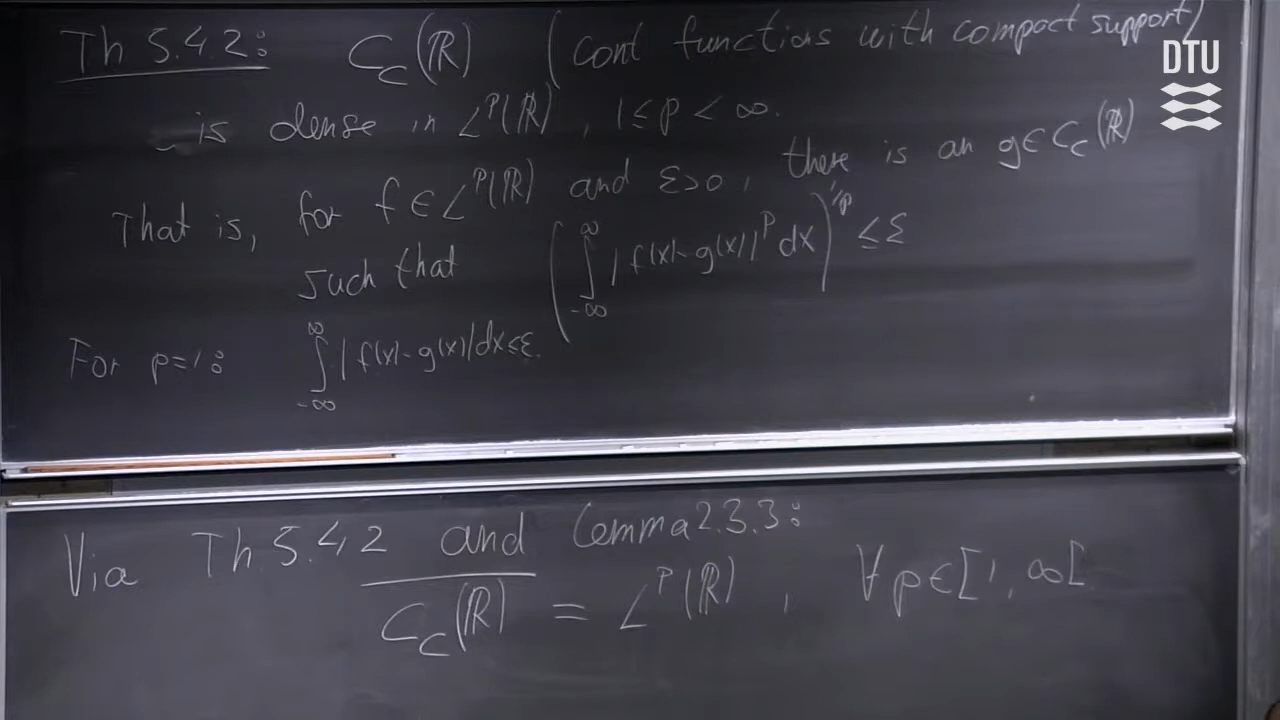 Th 5.4.2: C_c(ℝ) (cont functions with compact support)
DTU
is dense in L^p(ℝ), 1≤p<∞.
That is, for f∈L^p(ℝ) and ε>0, there is an g∈C_c(ℝ)
such that (∫_{-∞}^{∞} |f(x)-g(x)|^p dx)^{1/p} ≤ε
For p=1: ∫_{-∞}^{∞} |f(x)-g(x)|dx≤ε.
Via Th 5.4.2 and Lemma 2.3.3:
\overline{C_c(ℝ)} = L^p(ℝ), ∀p∈[1,∞[